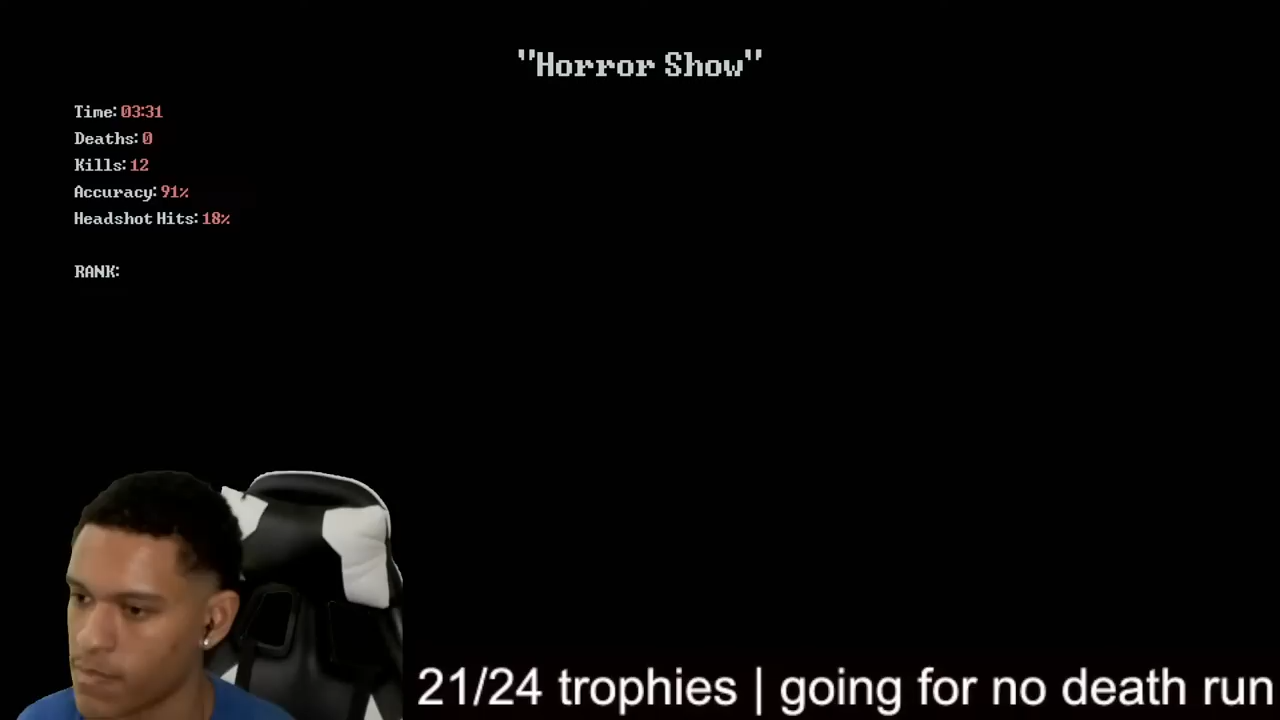 "Horror Show"
Time: 03:31
Deaths: 0
Kills: 12
Accuracy: 91%
Headshot Hits: 18%
RANK:
21/24 trophies | going for no death run